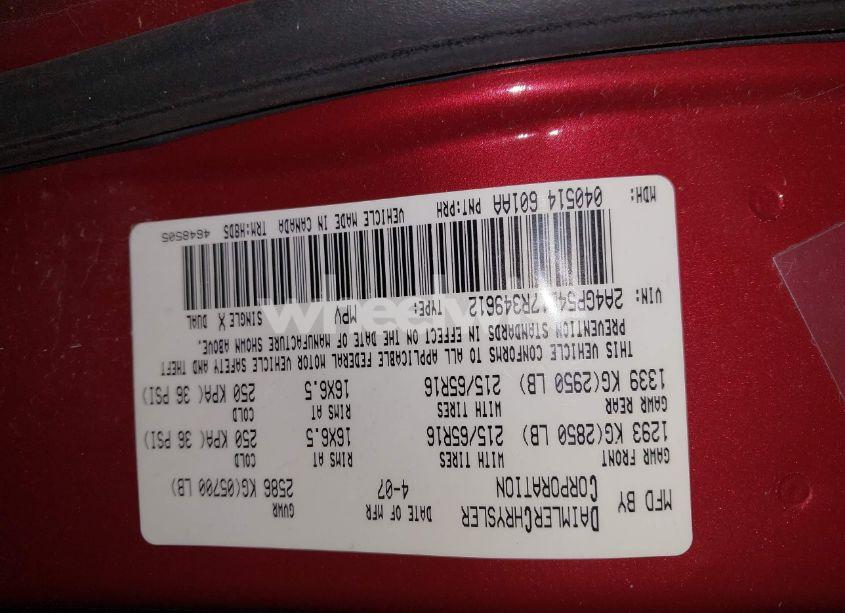 MFD BY DAIMLERCHRYSLER CORPORATION
DATE OF MFR 4-07
GVWR 2586 KG(05700 LB)
GAWR FRONT WITH TIRES RIMS AT COLD
1293 KG(2850 LB) 215/65R16 16X6.5 250 KPA(36 PSI)
GAWR REAR WITH TIRES RIMS AT COLD
1339 KG(2950 LB) 215/65R16 16X6.5 250 KPA(36 PSI)
THIS VEHICLE CONFORMS TO ALL APPLICABLE FEDERAL MOTOR VEHICLE SAFETY AND THEFT
PREVENTION STANDARDS IN EFFECT ON THE DATE OF MANUFACTURE SHOWN ABOVE.
VIN: TYPE: MPV SINGLE X DUAL
MDH: 040514 601AA PNT:PRH VEHICLE MADE IN CANADA TRM:H9DS 4648505